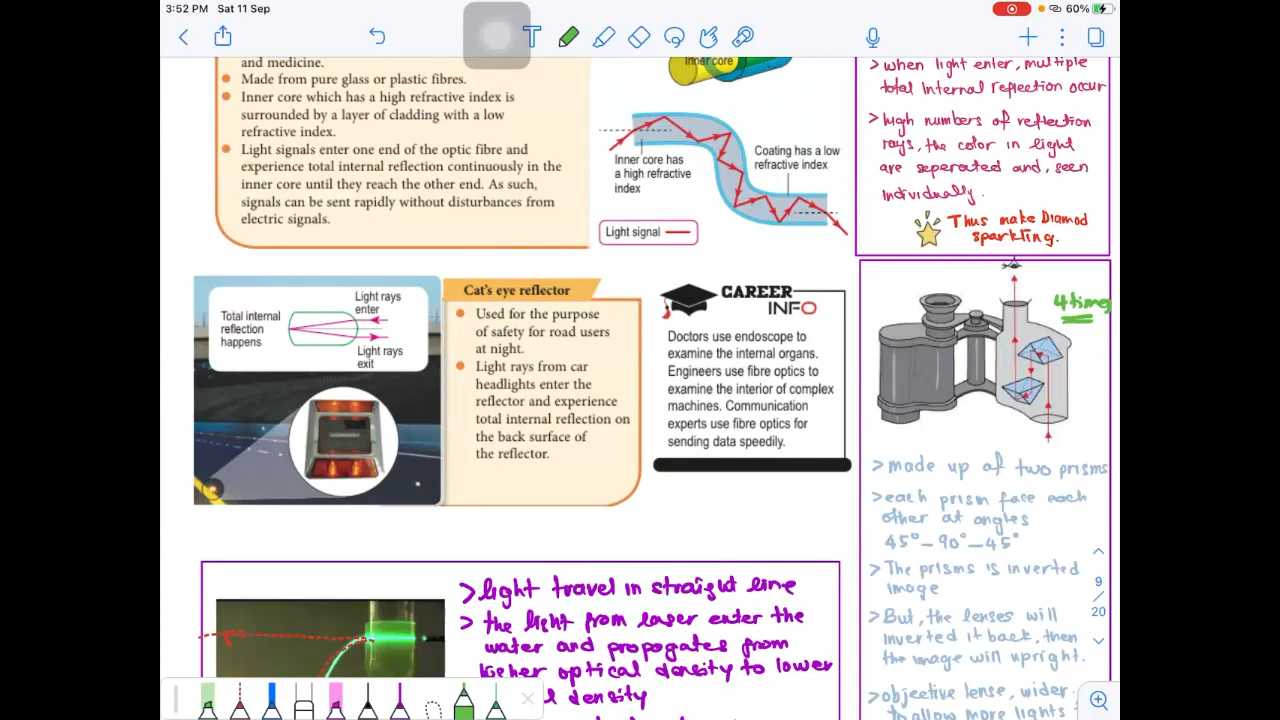 3:52 PM Sat 11 Sep
60%
T
and medicine.
Made from pure glass or plastic fibres.
Inner core which has a high refractive index is
surrounded by a layer of cladding with a low
refractive index.
Light signals enter one end of the optic fibre and
experience total internal reflection continuously in the
inner core until they reach the other end. As such,
signals can be sent rapidly without disturbances from
electric signals.
Inner core
Inner core has
a high refractive
index
Coating has a low
refractive index
Light signal
> when light enter, multiple
total internal reflection occur
> high numbers of reflection
rays, the color in light
are seperated and, seen
individually.
Thus make Diamod
sparkling.
Total internal
reflection
happens
Light rays
enter
Light rays
exit
Cat's eye reflector
Used for the purpose
of safety for road users
at night.
Light rays from car
headlights enter the
reflector and experience
total internal reflection on
the back surface of
the reflector.
CAREER
INFO
Doctors use endoscope to
examine the internal organs.
Engineers use fibre optics to
examine the interior of complex
machines. Communication
experts use fibre optics for
sending data speedily.
4 times
> made up of two prisms
> each prism face each
other at angles
45° - 90° - 45°
> The prisms is inverted
image
> But, the lenses will
inverted it back, then
the image will upright.
> objective lense, wider
to allow more lights
9
/
20
> light travel in straight line
> the light from laser enter the
water and propogates from
higher optical density to lower
density